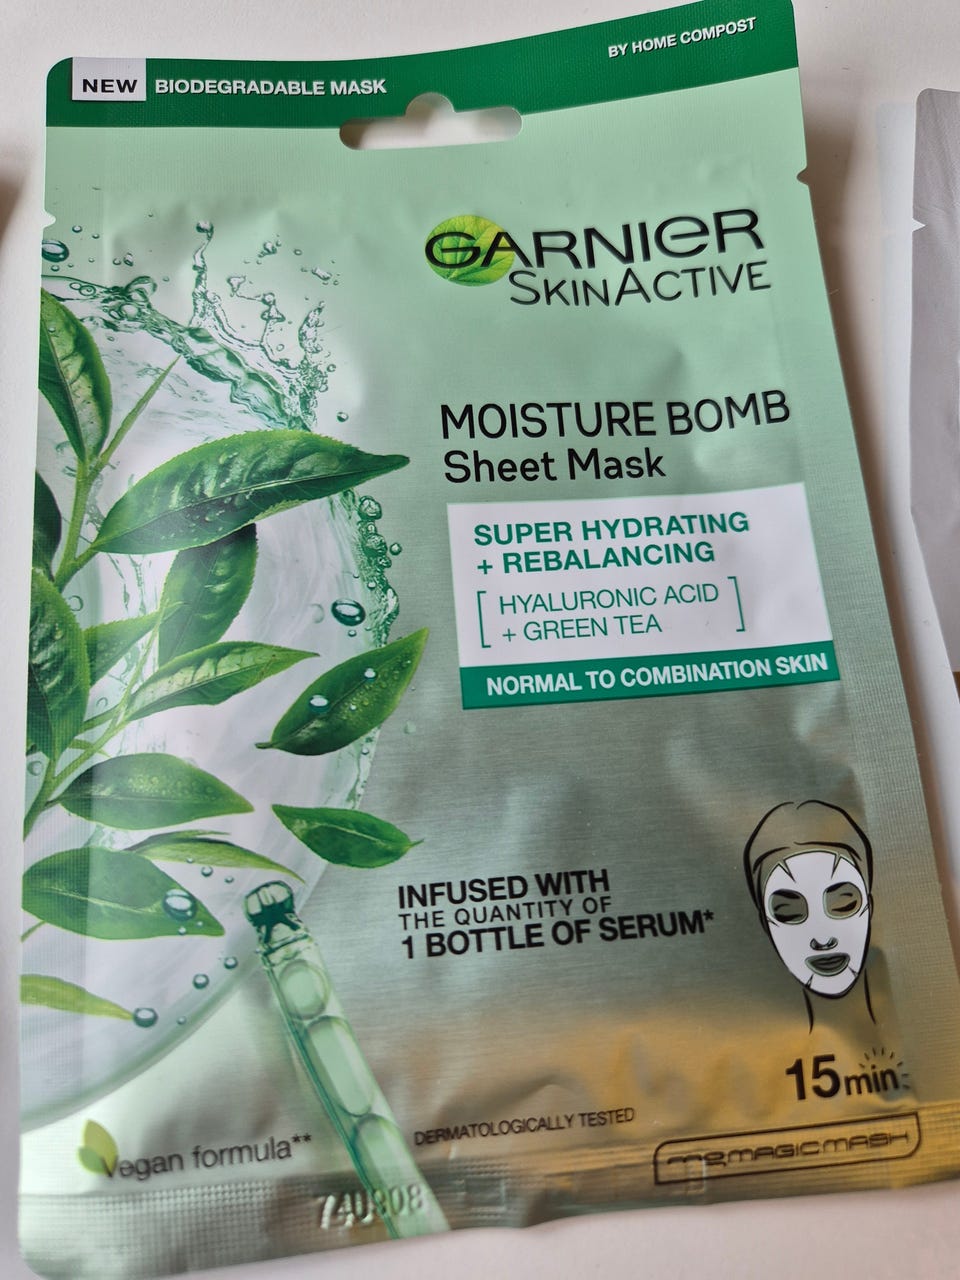 NEW BIODEGRADABLE MASK
BY HOME COMPOST
GARNIER
SKINACTIVE
MOISTURE BOMB
Sheet Mask
SUPER HYDRATING
+ REBALANCING
[HYALURONIC ACID
+ GREEN TEA]
NORMAL TO COMBINATION SKIN
INFUSED WITH
THE QUANTITY OF
1 BOTTLE OF SERUM*
15min
DERMATOLOGICALLY TESTED
Vegan formula**
MAGICMASK
740808